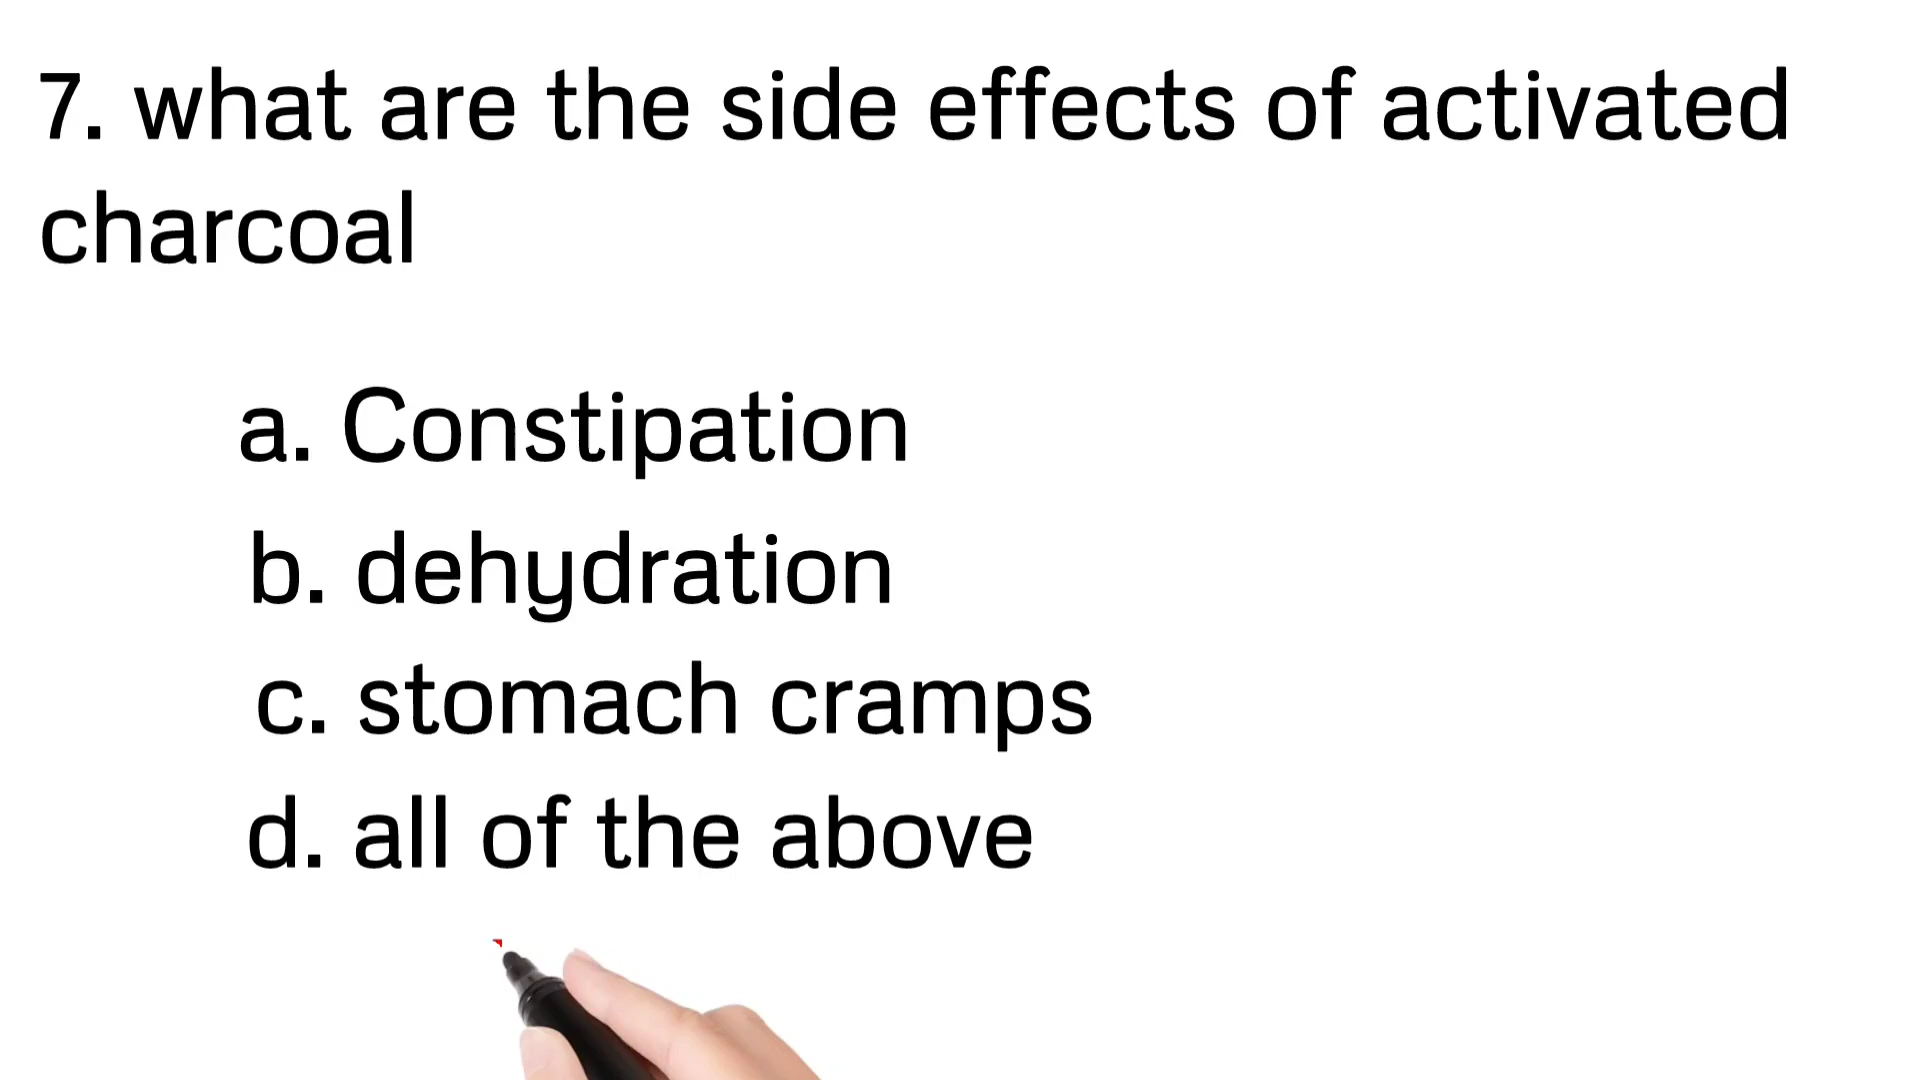 7. what are the side effects of activated
charcoal
a. Constipation
b. dehydration
c. stomach cramps
d. all of the above